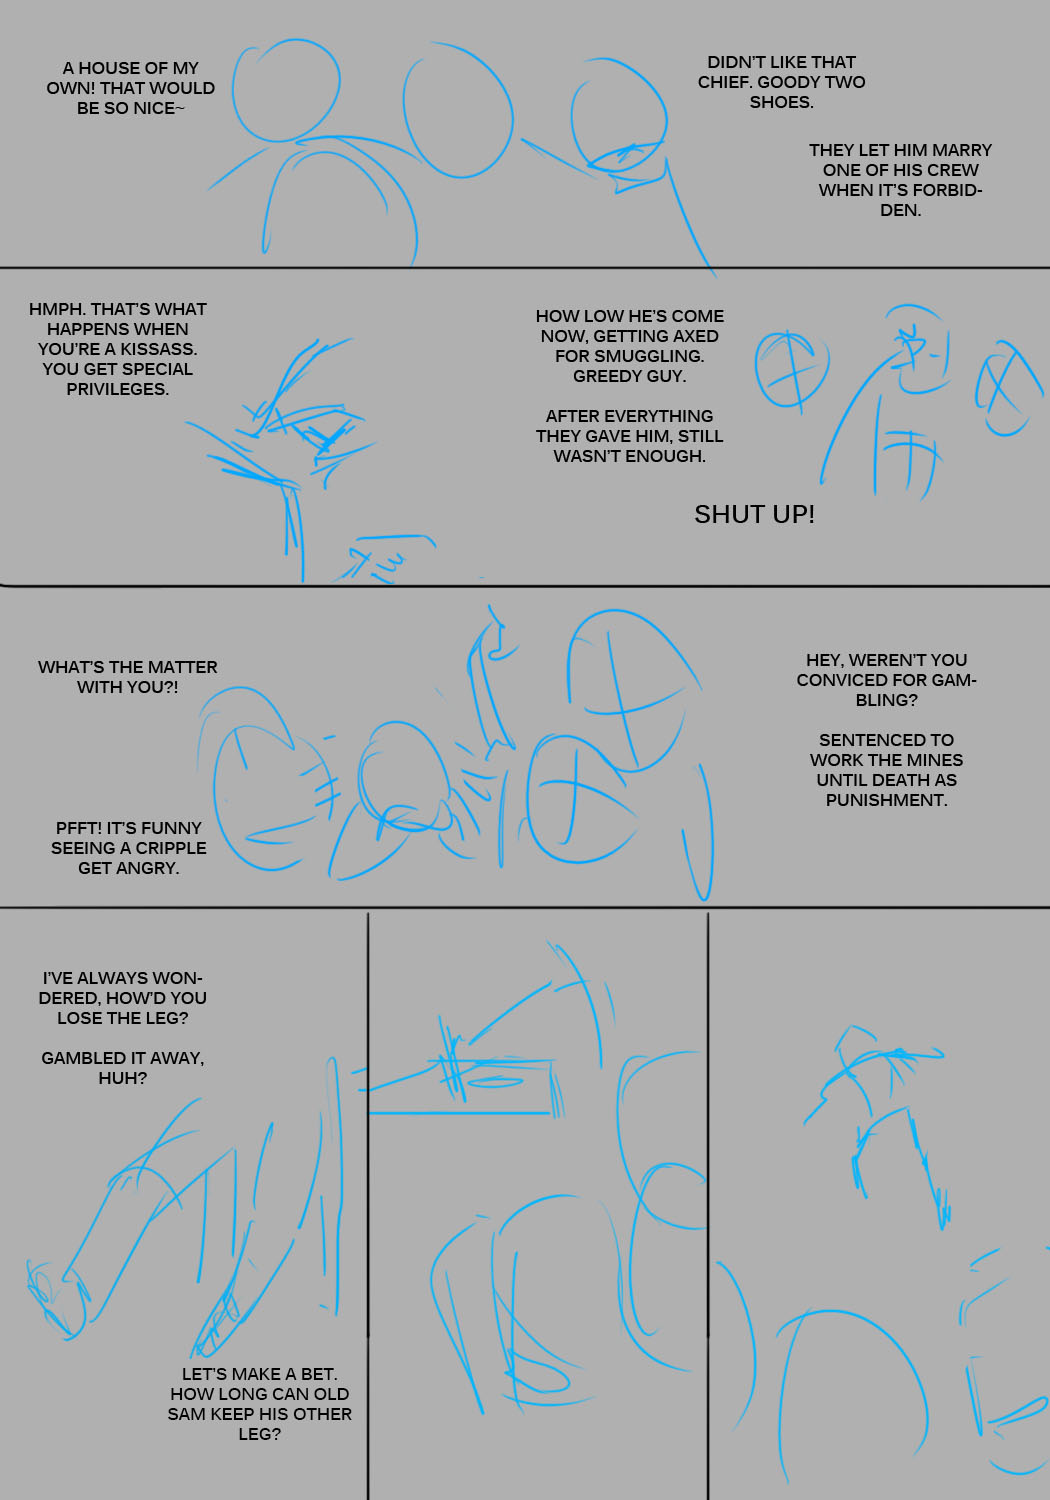 A HOUSE OF MY
OWN! THAT WOULD
BE SO NICE~
DIDN'T LIKE THAT
CHIEF. GOODY TWO
SHOES.
THEY LET HIM MARRY
ONE OF HIS CREW
WHEN IT'S FORBID-
DEN.
HMPH. THAT'S WHAT
HAPPENS WHEN
YOU'RE A KISSASS.
YOU GET SPECIAL
PRIVILEGES.
HOW LOW HE'S COME
NOW, GETTING AXED
FOR SMUGGLING.
GREEDY GUY.
AFTER EVERYTHING
THEY GAVE HIM, STILL
WASN'T ENOUGH.
SHUT UP!
WHAT'S THE MATTER
WITH YOU?!
HEY, WEREN'T YOU
CONVICED FOR GAM-
BLING?
SENTENCED TO
WORK THE MINES
UNTIL DEATH AS
PUNISHMENT.
PFFT! IT'S FUNNY
SEEING A CRIPPLE
GET ANGRY.
I'VE ALWAYS WON-
DERED, HOW'D YOU
LOSE THE LEG?
GAMBLED IT AWAY,
HUH?
LET'S MAKE A BET.
HOW LONG CAN OLD
SAM KEEP HIS OTHER
LEG?